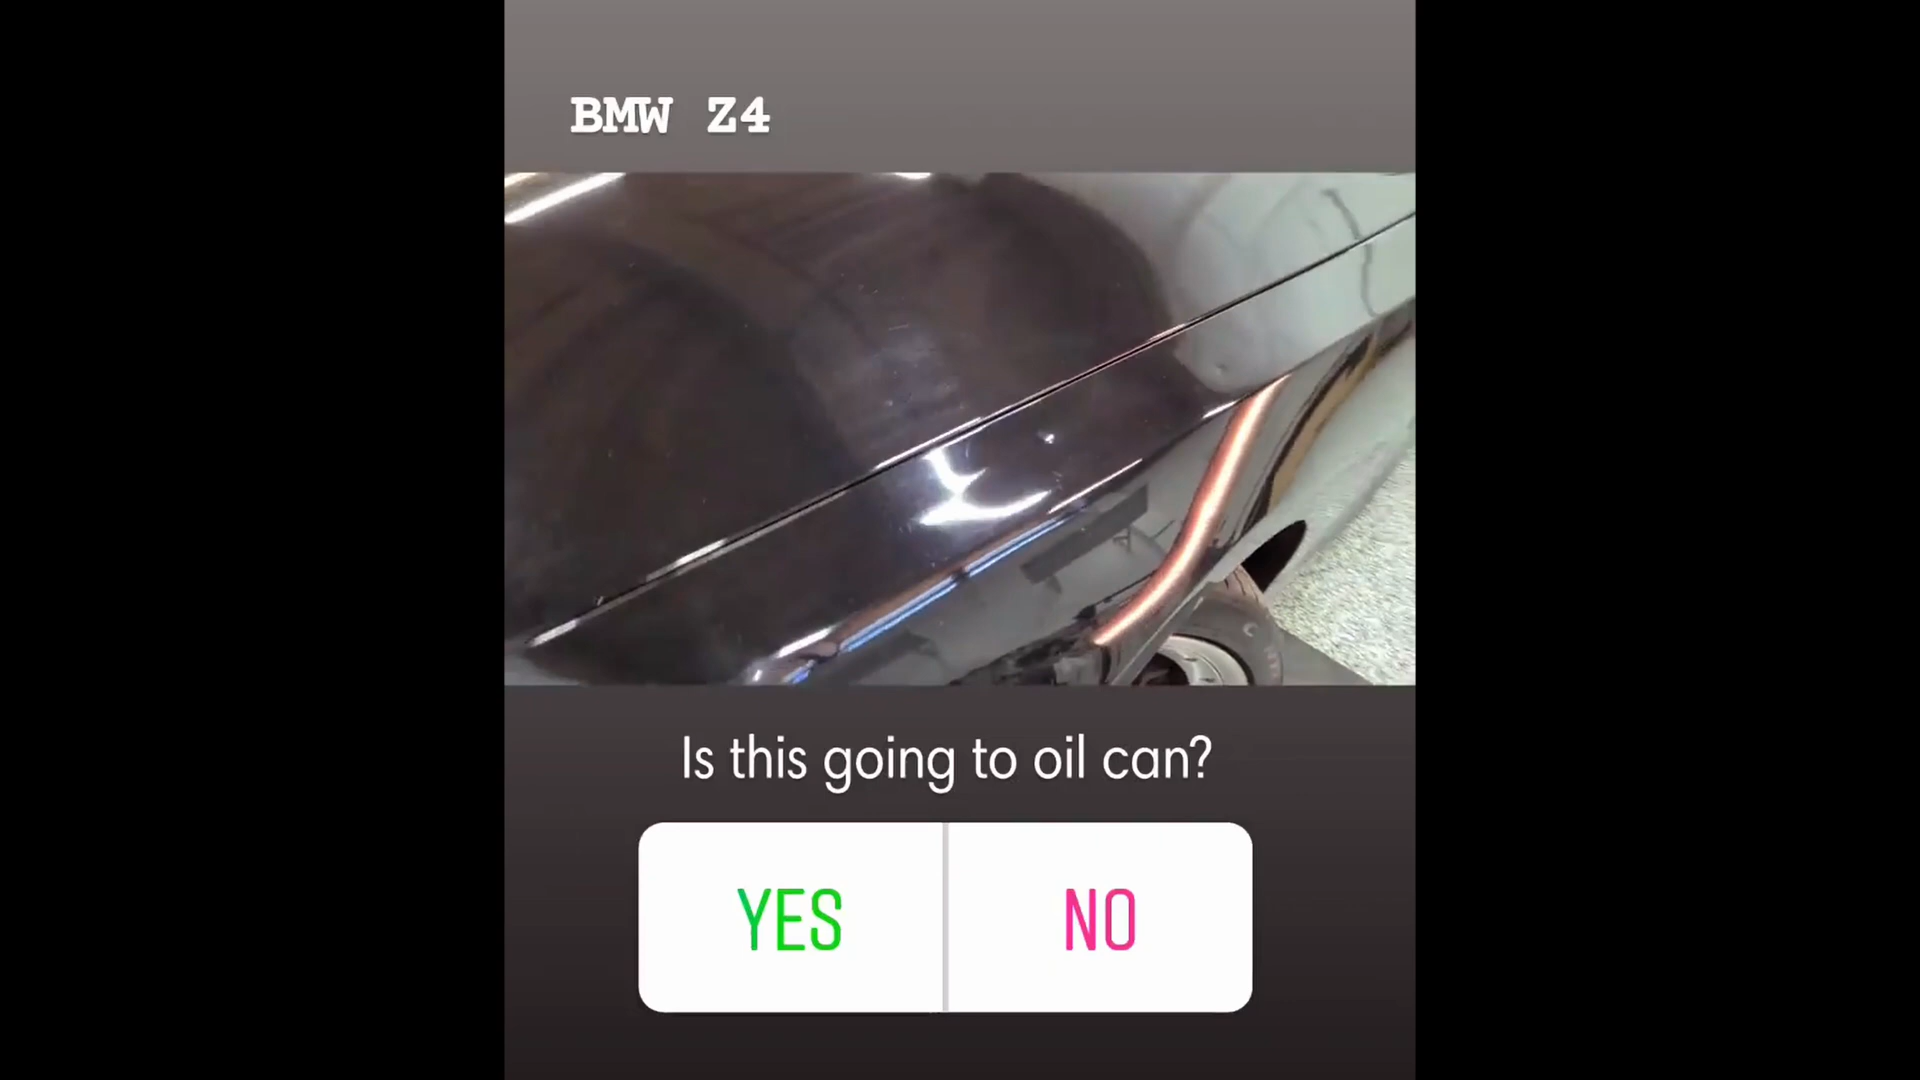 BMW Z4
Is this going to oil can?
YES
NO